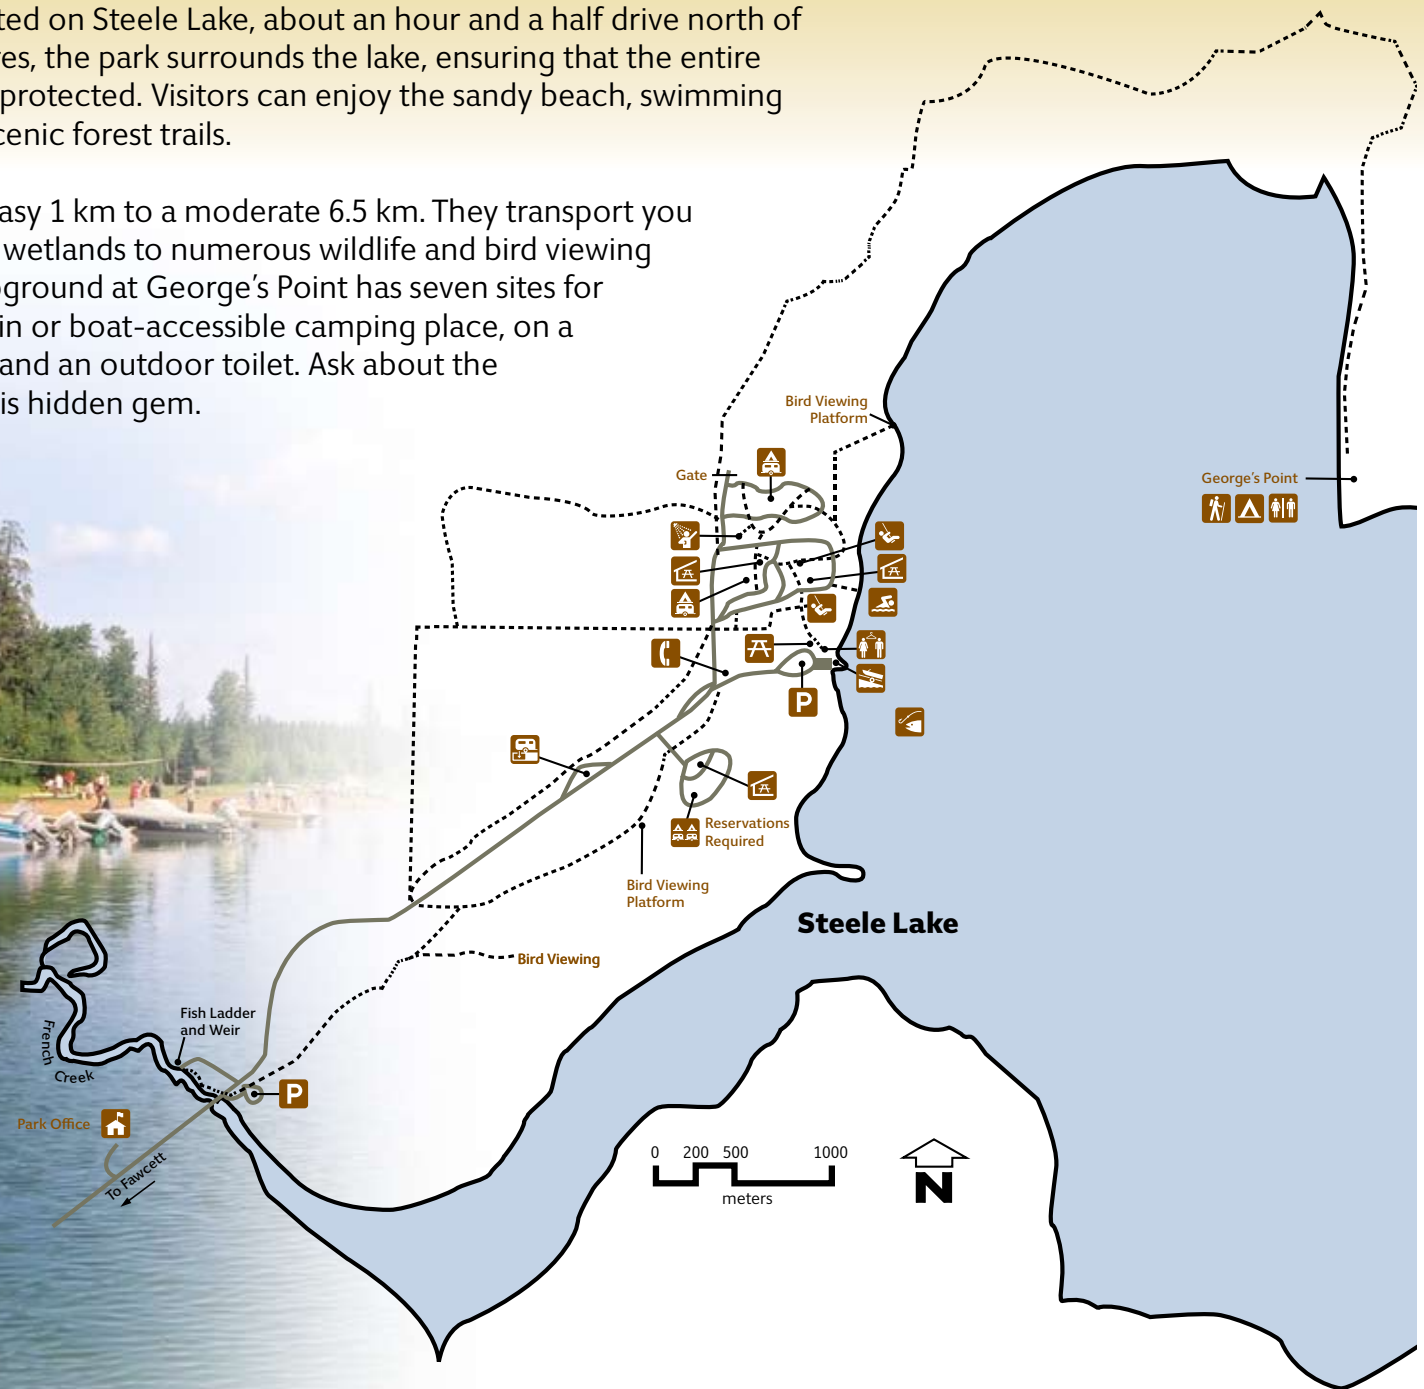 ted on Steele Lake, about an hour and a half drive north of
es, the park surrounds the lake, ensuring that the entire
protected. Visitors can enjoy the sandy beach, swimming
cenic forest trails.
asy 1 km to a moderate 6.5 km. They transport you
wetlands to numerous wildlife and bird viewing
ground at George's Point has seven sites for
in or boat-accessible camping place, on a
and an outdoor toilet. Ask about the
is hidden gem.
Bird Viewing
Platform
Gate
George's Point
P
Reservations
Required
Bird Viewing
Platform
Steele Lake
Bird Viewing
Fish Ladder
and Weir
French
Creek
P
Park Office
To Fawcett
0 200 500 1000
meters
N